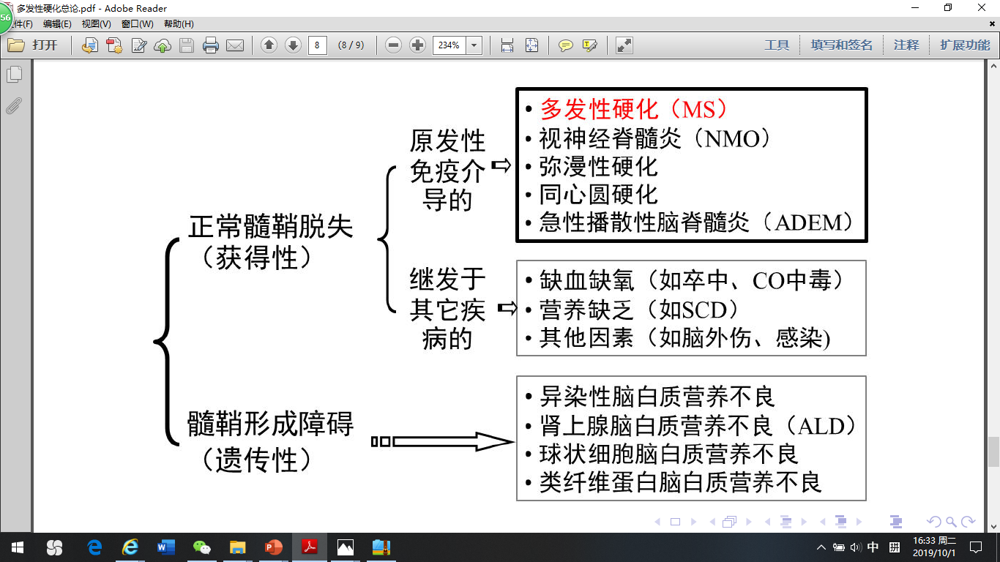 多发性硬化总论.pdf - Adobe Reader
56
件(F) 编辑(E) 视图(V) 窗口(W) 帮助(H)
打开 8 (8 / 9) 234% 工具 填写和签名 注释 扩展功能
正常髓鞘脱失
（获得性）
原发性
免疫介
导的
• 多发性硬化（MS）
• 视神经脊髓炎（NMO）
• 弥漫性硬化
• 同心圆硬化
• 急性播散性脑脊髓炎（ADEM）
继发于
其它疾
病的
• 缺血缺氧（如卒中、CO中毒）
• 营养缺乏（如SCD）
• 其他因素（如脑外伤、感染)
髓鞘形成障碍
（遗传性）
• 异染性脑白质营养不良
• 肾上腺脑白质营养不良（ALD）
• 球状细胞脑白质营养不良
• 类纤维蛋白脑白质营养不良
中 拼 16:33 周二
2019/10/1